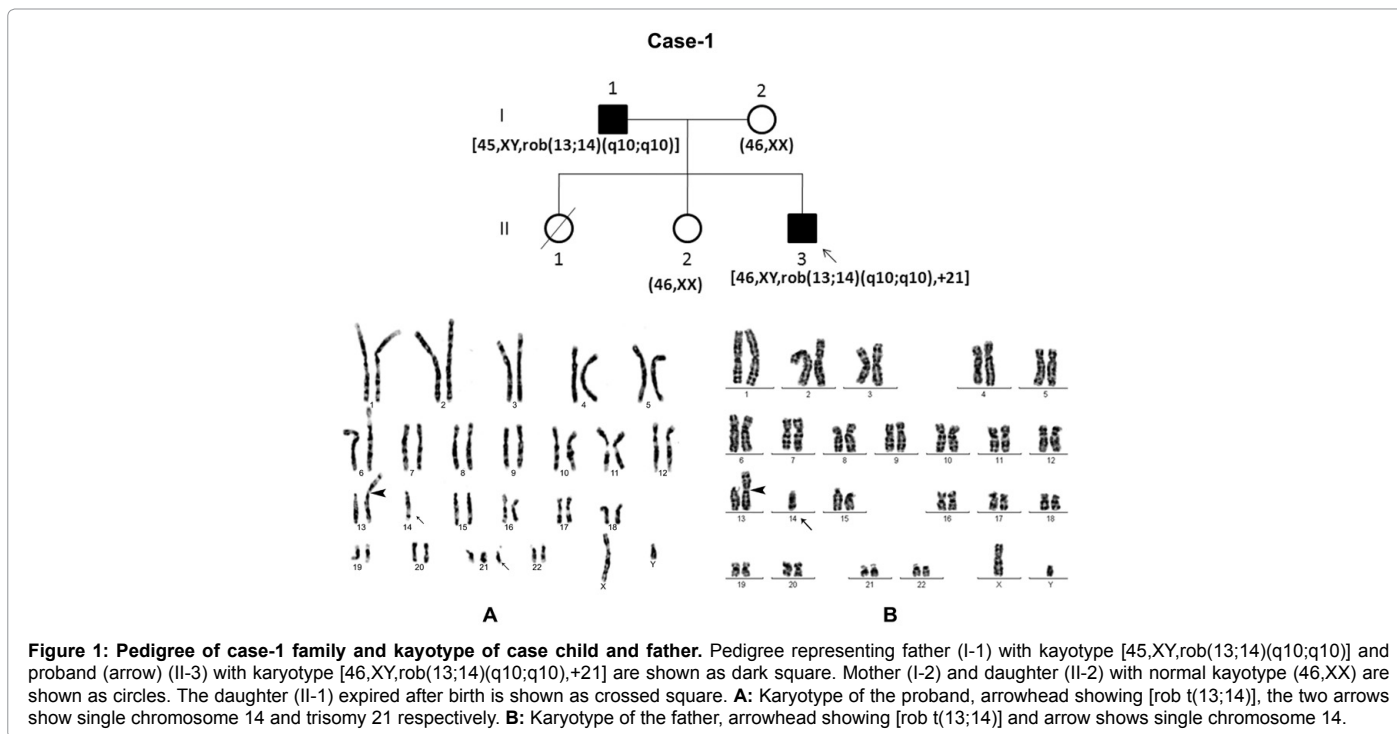 Case-1
1 2
I
[45,XY,rob(13;14)(q10;q10)] (46,XX)
II
1 2 3
(46,XX) [46,XY,rob(13;14)(q10;q10),+21]
1 2 3 4 5
6 7 8 9 10 11 12
13 14 15 16 17 18
19 20 21 22 X Y
A
1 2 3 4 5
6 7 8 9 10 11 12
13 14 15 16 17 18
19 20 21 22 X Y
B
Figure 1: Pedigree of case-1 family and kayotype of case child and father. Pedigree representing father (I-1) with kayotype [45,XY,rob(13;14)(q10;q10)] and
proband (arrow) (II-3) with karyotype [46,XY,rob(13;14)(q10;q10),+21] are shown as dark square. Mother (I-2) and daughter (II-2) with normal kayotype (46,XX) are
shown as circles. The daughter (II-1) expired after birth is shown as crossed square. A: Karyotype of the proband, arrowhead showing [rob t(13;14)], the two arrows
show single chromosome 14 and trisomy 21 respectively. B: Karyotype of the father, arrowhead showing [rob t(13;14)] and arrow shows single chromosome 14.